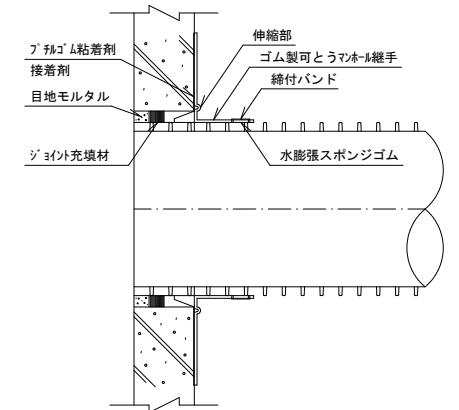 伸縮部
ﾌﾞﾁﾙｺﾞﾑ粘着剤
ゴム製可とうﾏﾝﾎｰﾙ継手
接着剤
締付バンド
目地モルタル
ｼﾞｮｲﾝﾄ充填材
水膨張スポンジゴム